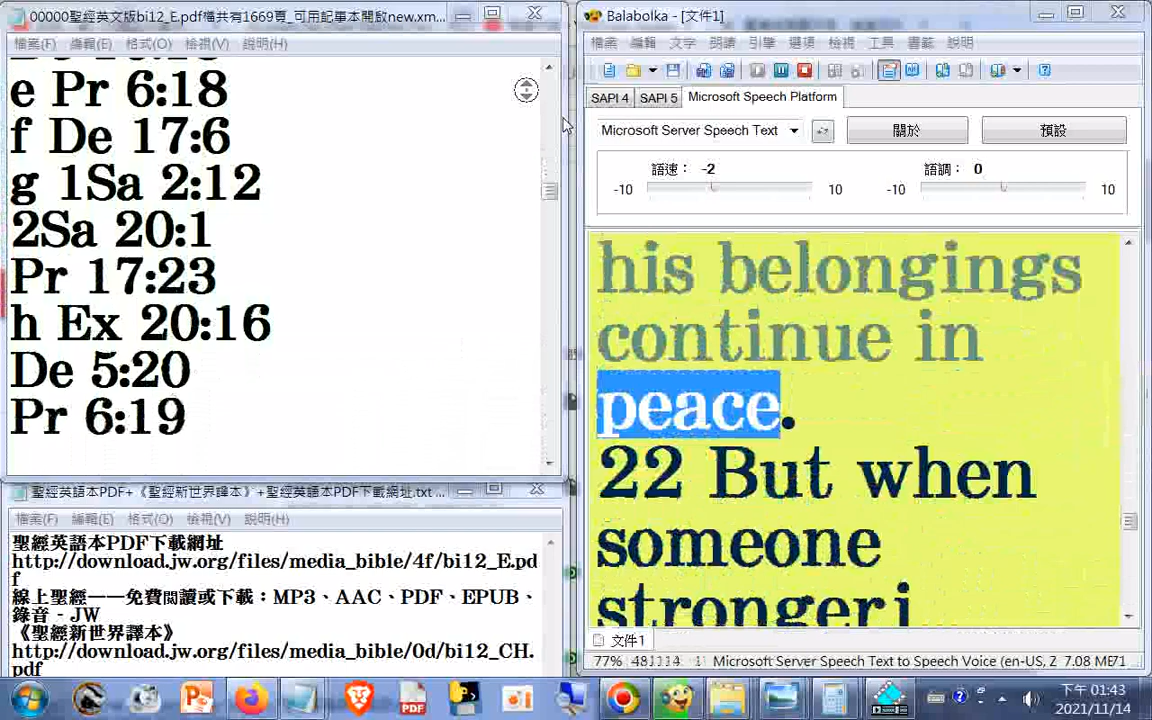 00000聖經英文版bi12_E.pdf檔共有1669頁_可用記事本開啟new.xm...
檔案(F) 編輯(E) 格式(O) 檢視(V) 說明(H)
e Pr 6:18
f De 17:6
g 1Sa 2:12
2Sa 20:1
Pr 17:23
h Ex 20:16
De 5:20
Pr 6:19
聖經英語本PDF+《聖經新世界譯本》+聖經英語本PDF下載網址.txt ...
檔案(F) 編輯(E) 格式(O) 檢視(V) 說明(H)
聖經英語本PDF下載網址
http://download.jw.org/files/media_bible/4f/bi12_E.pd
f
線上聖經──免費閱讀或下載：MP3、AAC、PDF、EPUB、
錄音 - JW
《聖經新世界譯本》
http://download.jw.org/files/media_bible/0d/bi12_CH.
pdf
Balabolka - [文件1]
檔案 編輯 文字 朗讀 引擎 選項 檢視 工具 書籤 說明
SAPI 4 SAPI 5 Microsoft Speech Platform
Microsoft Server Speech Text 關於 預設
語速： -2 語調： 0
-10 10 -10 10
his belongings
continue in
peace.
22 But when
someone
strongerj
文件1
77% Microsoft Server Speech Text to Speech Voice (en-US, 2 7.08 ME
下午 01:43
2021/11/14